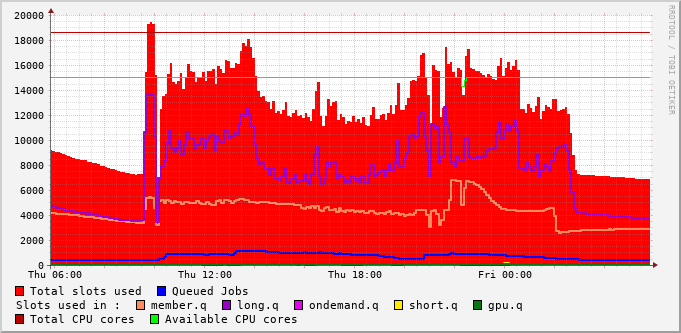 20000
18000
16000
14000
12000
10000
8000
6000
4000
2000
0
Thu 06:00 Thu 12:00 Thu 18:00 Fri 00:00
RRDTOOL / TOBI OETIKER
Total slots used Queued Jobs
Slots used in : member.q long.q ondemand.q short.q gpu.q
Total CPU cores Available CPU cores